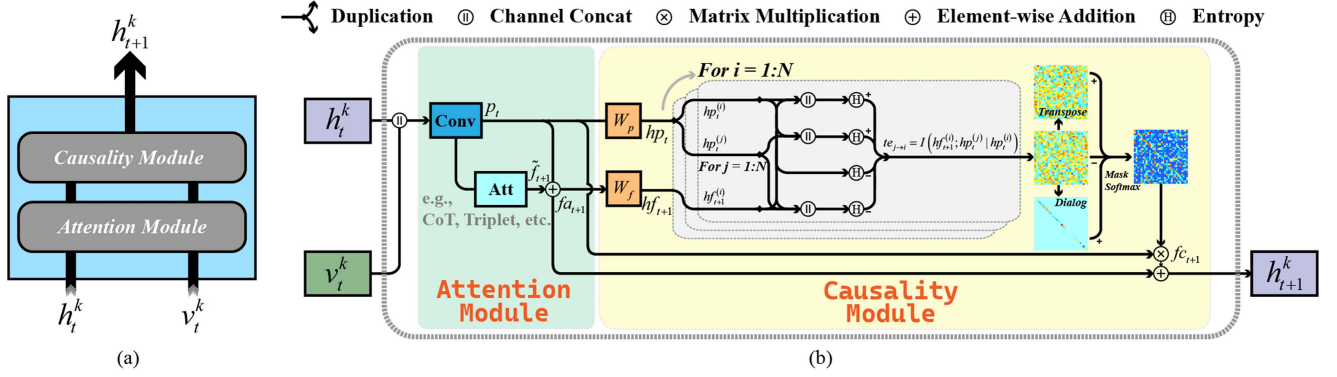 Duplication
|| Channel Concat
⊗ Matrix Multiplication
⊕ Element-wise Addition
Ⓗ Entropy
h_{t+1}^k
Causality Module
Attention Module
h_t^k
v_t^k
(a)
h_t^k
v_t^k
||
Conv
p_t
Att
\tilde{f}_{t+1}
+
fa_{t+1}
e.g.,
CoT, Triplet, etc.
Attention
Module
W_p
hp_t
W_f
hf_{t+1}
For i = 1:N
hp_t^{(i)}
hp_t^{(j)}
For j = 1:N
hf_{t+1}^{(i)}
|| H +
|| H +
H −
|| H −
te_{j→i} = I(hf_{t+1}^{(i)}; hp_t^{(j)} | hp_t^{(i)})
Transpose
Dialog
+
−
+
Mask
Softmax
×
fc_{t+1}
+
Causality
Module
h_{t+1}^k
(b)